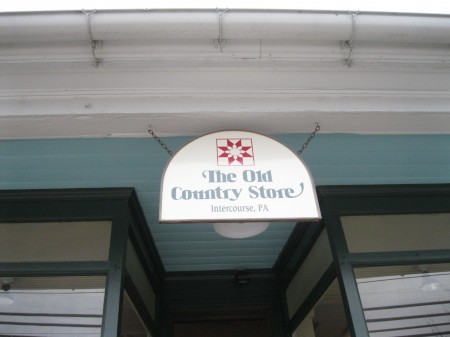 The Old
Country Store
Intercourse, PA